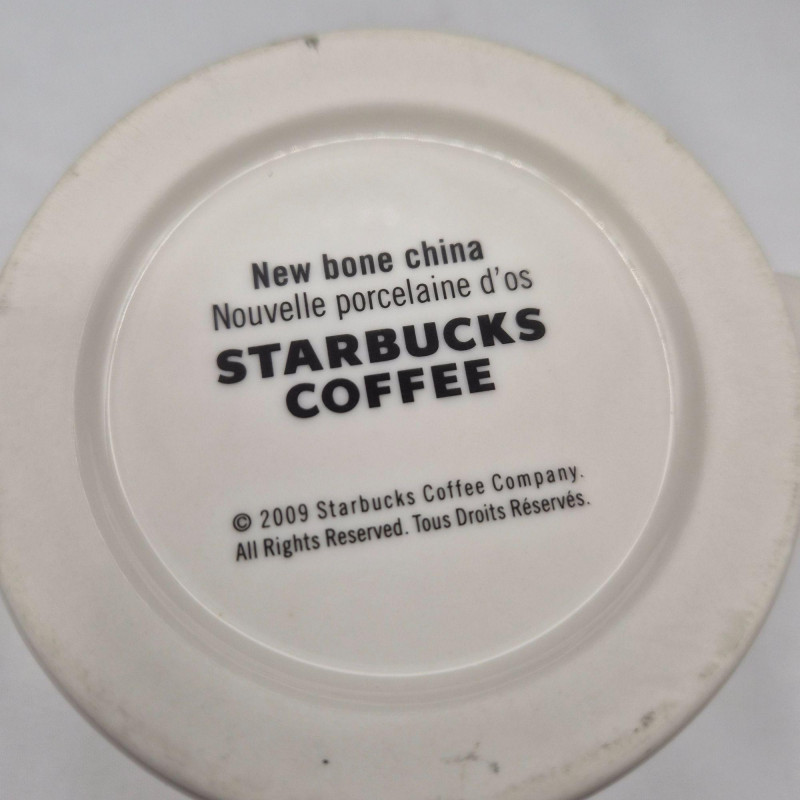 New bone china
Nouvelle porcelaine d'os
STARBUCKS
COFFEE
© 2009 Starbucks Coffee Company.
All Rights Reserved. Tous Droits Réservés.